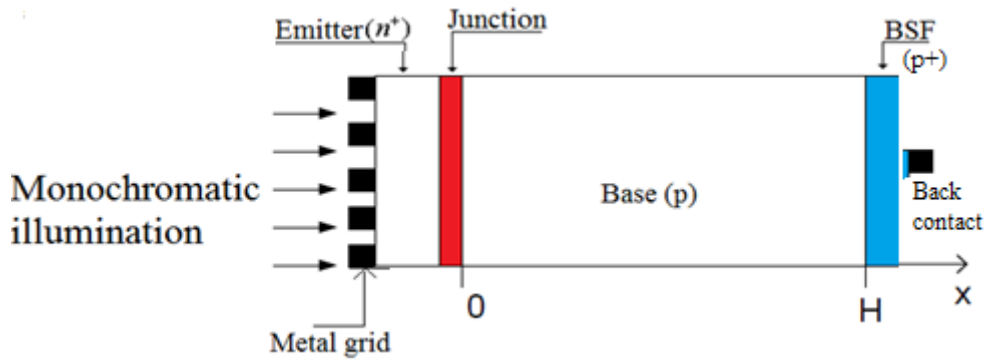 Emitter(n⁺)
Junction
BSF
(p+)
Monochromatic
illumination
Base (p)
Back
contact
0
H
x
Metal grid